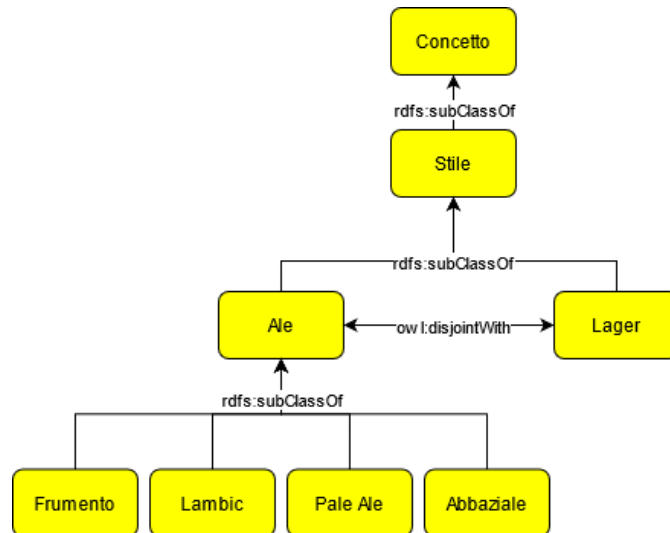 Concetto
rdfs:subClassOf
Stile
rdfs:subClassOf
Ale
owl:disjointWith
Lager
rdfs:subClassOf
Frumento
Lambic
Pale Ale
Abbaziale